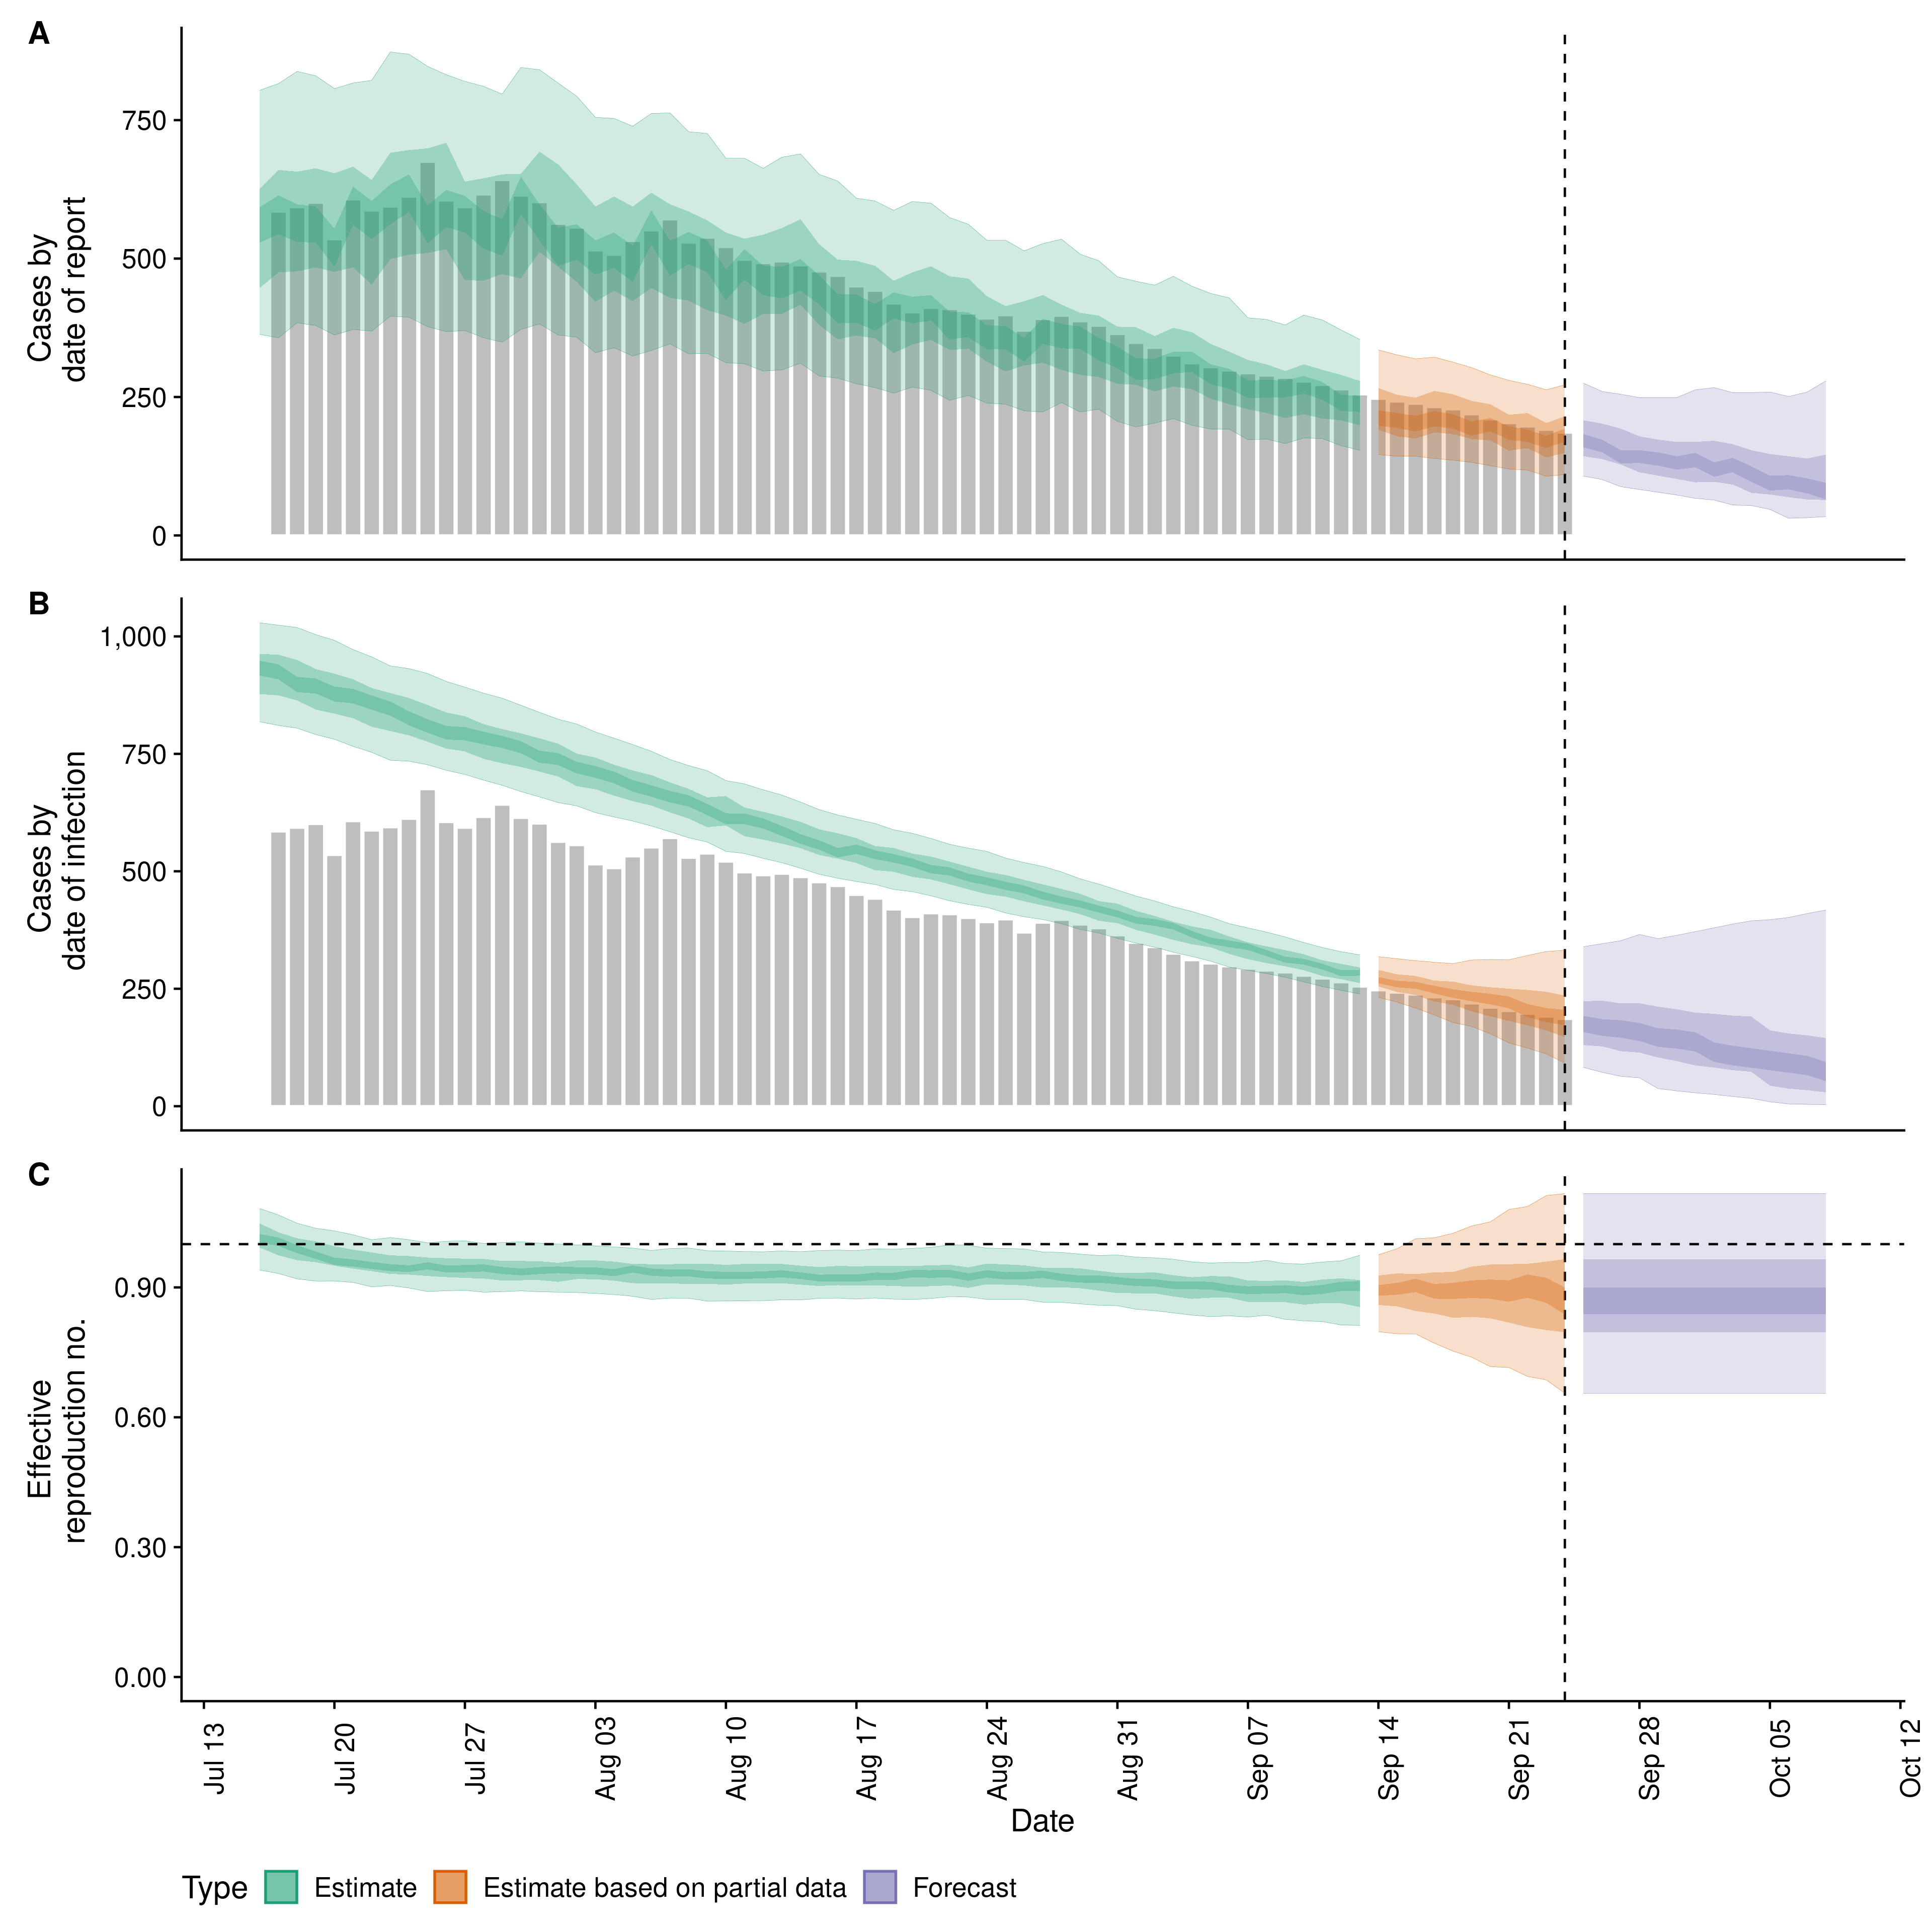 A
Cases by
date of report
750
500
250
0
B
Cases by
date of infection
1,000
750
500
250
0
C
Effective
reproduction no.
0.90
0.60
0.30
0.00
Jul 13
Jul 20
Jul 27
Aug 03
Aug 10
Aug 17
Aug 24
Aug 31
Sep 07
Sep 14
Sep 21
Sep 28
Oct 05
Oct 12
Date
Type
Estimate
Estimate based on partial data
Forecast